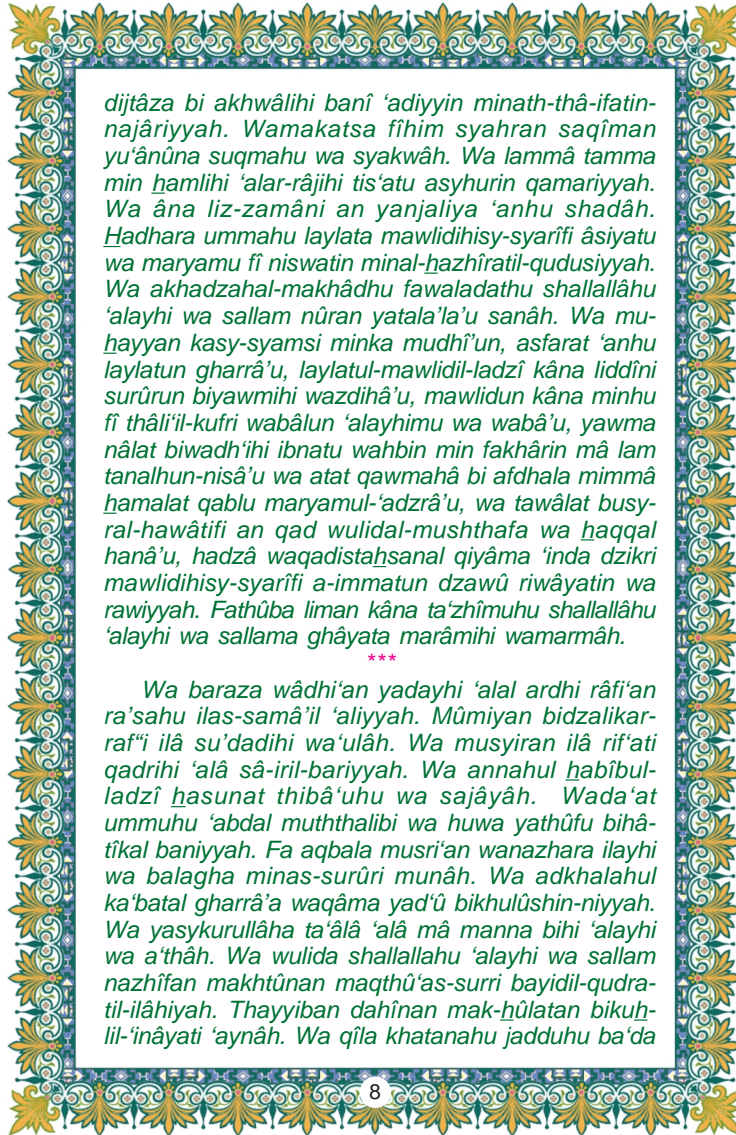 dijtâza bi akhwâlihi banî ‘adiyyin minath-thâ-ifatin-
najâriyyah. Wamakatsa fîhim syahran saqîman
yu‘ânûna suqmahu wa syakwâh. Wa lammâ tamma
min hamlihi ‘alar-râjihi tis‘atu asyhurin qamariyyah.
Wa âna liz-zamâni an yanjaliya ‘anhu shadâh.
Hadhara ummahu laylata mawlidihisy-syarîfi âsiyatu
wa maryamu fî niswatin minal-hazhîratil-qudusiyyah.
Wa akhadzahal-makhâdhu fawaladathu shallallâhu
‘alayhi wa sallam nûran yatala’la’u sanâh. Wa mu-
hayyan kasy-syamsi minka mudhî’un, asfarat ‘anhu
laylatun gharrâ’u, laylatul-mawlidil-ladzî kâna liddîni
surûrun biyawmihi wazdihâ’u, mawlidun kâna minhu
fî thâli‘il-kufri wabâlun ‘alayhimu wa wabâ’u, yawma
nâlat biwadh‘ihi ibnatu wahbin min fakhârin mâ lam
tanalhun-nisâ’u wa atat qawmahâ bi afdhala mimmâ
hamalat qablu maryamul-‘adzrâ’u, wa tawâlat busy-
ral-hawâtifi an qad wulidal-mushthafa wa haqqal
hanâ’u, hadzâ waqadistahsanal qiyâma ‘inda dzikri
mawlidihisy-syarîfi a-immatun dzawû riwâyatin wa
rawiyyah. Fathûba liman kâna ta‘zhîmuhu shallallâhu
‘alayhi wa sallama ghâyata marâmihi wamarmâh.
***
Wa baraza wâdhi‘an yadayhi ‘alal ardhi râfi‘an
ra’sahu ilas-samâ’il ‘aliyyah. Mûmiyan bidzalikar-
raf“i ilâ su’dadihi wa‘ulâh. Wa musyiran ilâ rif‘ati
qadrihi ‘alâ sâ-iril-bariyyah. Wa annahul habîbul-
ladzî hasunat thibâ‘uhu wa sajâyâh. Wada‘at
ummuhu ‘abdal muththalibi wa huwa yathûfu bihâ-
tîkal baniyyah. Fa aqbala musri‘an wanazhara ilayhi
wa balagha minas-surûri munâh. Wa adkhalahul
ka‘batal gharrâ’a waqâma yad‘û bikhulûshin-niyyah.
Wa yasykurullâha ta‘âlâ ‘alâ mâ manna bihi ‘alayhi
wa a‘thâh. Wa wulida shallallahu ‘alayhi wa sallam
nazhîfan makhtûnan maqthû‘as-surri bayidil-qudra-
til-ilâhiyah. Thayyiban dahînan mak-hûlatan bikuh-
lil-‘inâyati ‘aynâh. Wa qîla khatanahu jadduhu ba‘da
8